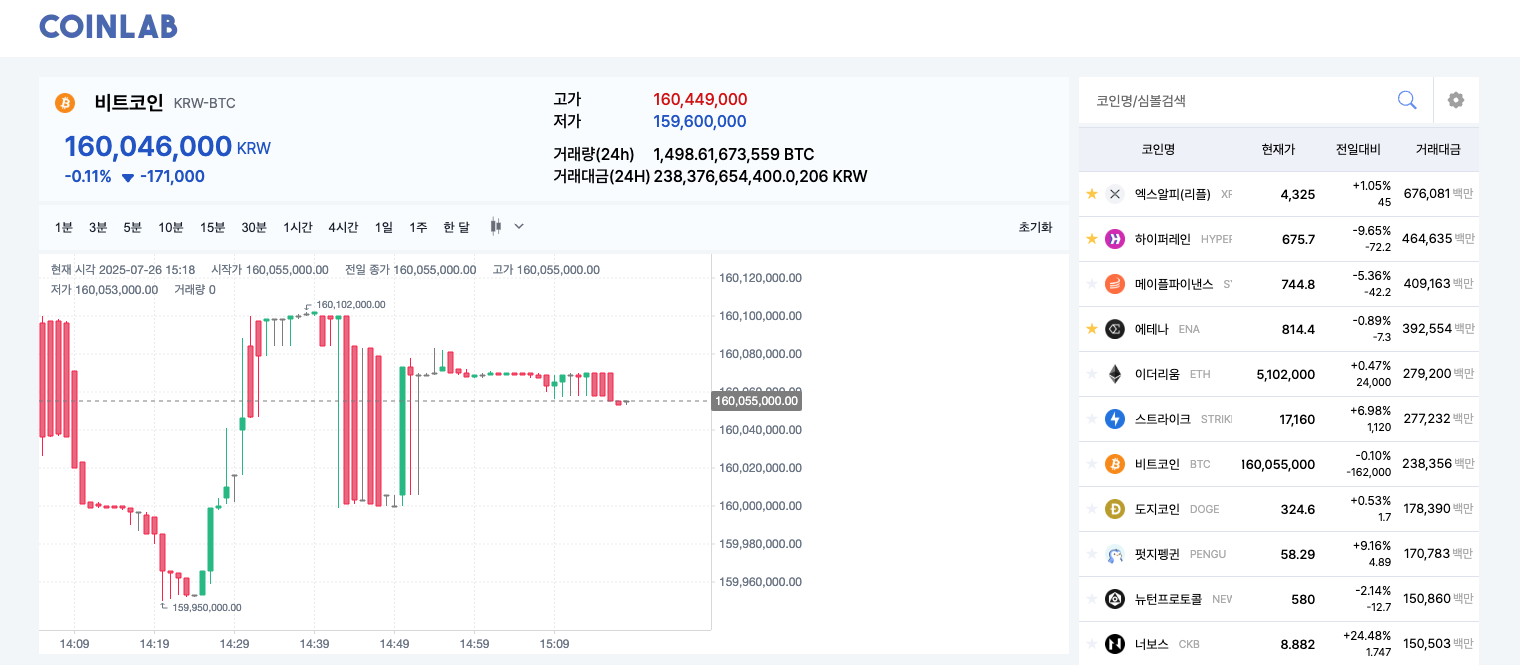 COINLAB
비트코인 KRW-BTC
160,046,000 KRW
-0.11% ▼ -171,000
고가 160,449,000
저가 159,600,000
거래량(24h) 1,498.61,673,559 BTC
거래대금(24H) 238,376,654,400.0,206 KRW
1분 3분 5분 10분 15분 30분 1시간 4시간 1일 1주 한 달 초기화
현재 시각 2025-07-26 15:18 시작가 160,055,000.00 전일 종가 160,055,000.00 고가 160,055,000.00
저가 160,053,000.00 거래량 0
160,102,000.00
159,950,000.00
160,120,000.00
160,100,000.00
160,080,000.00
160,060,000.00
160,055,000.00
160,040,000.00
160,020,000.00
160,000,000.00
159,980,000.00
159,960,000.00
14:09 14:19 14:29 14:39 14:49 14:59 15:09
코인명/심볼검색
코인명 현재가 전일대비 거래대금
엑스알피(리플) XF 4,325 +1.05% 45 676,081 백만
하이퍼레인 HYPER 675.7 -9.65% -72.2 464,635 백만
메이플파이낸스 S 744.8 -5.36% -42.2 409,163 백만
에테나 ENA 814.4 -0.89% -7.3 392,554 백만
이더리움 ETH 5,102,000 +0.47% 24,000 279,200 백만
스트라이크 STRIK 17,160 +6.98% 1,120 277,232 백만
비트코인 BTC 160,055,000 -0.10% -162,000 238,356 백만
도지코인 DOGE 324.6 +0.53% 1.7 178,390 백만
펏지펭귄 PENGU 58.29 +9.16% 4.89 170,783 백만
뉴턴프로토콜 NEW 580 -2.14% -12.7 150,860 백만
너보스 CKB 8.882 +24.48% 1.747 150,503 백만